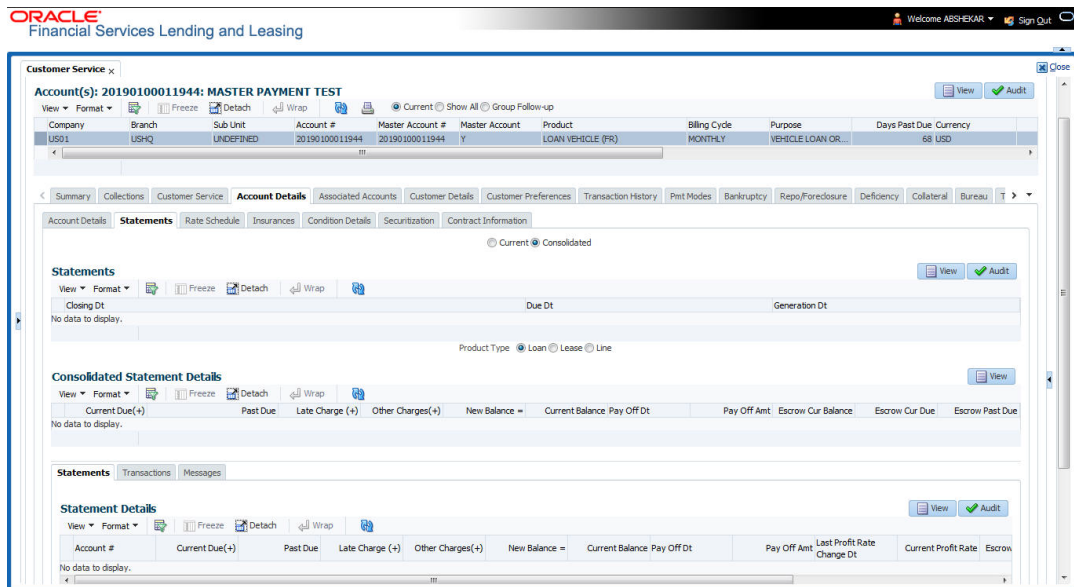 ORACLE
Financial Services Lending and Leasing
Welcome ABSHEKAR
Sign Out
Customer Service
Close
Account(s): 20190100011944: MASTER PAYMENT TEST
View Audit
View Format Freeze Detach Wrap Current Show All Group Follow-up
Company Branch Sub Unit Account # Master Account # Master Account Product Billing Cycle Purpose Days Past Due Currency
US01 USHQ UNDEFINED 20190100011944 20190100011944 Y LOAN VEHICLE (FR) MONTHLY VEHICLE LOAN OR... 68 USD
Summary Collections Customer Service Account Details Associated Accounts Customer Details Customer Preferences Transaction History Pmt Modes Bankruptcy Repo/Foreclosure Deficiency Collateral Bureau T
Account Details Statements Rate Schedule Insurances Condition Details Securitization Contract Information
Current Consolidated
Statements
View Audit
View Format Freeze Detach Wrap
Closing Dt Due Dt Generation Dt
No data to display.
Product Type Loan Lease Line
Consolidated Statement Details
View
View Format Freeze Detach Wrap
Current Due(+) Past Due Late Charge (+) Other Charges(+) New Balance = Current Balance Pay Off Dt Pay Off Amt Escrow Cur Balance Escrow Cur Due Escrow Past Due
No data to display.
Statements Transactions Messages
Statement Details
View Audit
View Format Freeze Detach Wrap
Account # Current Due(+) Past Due Late Charge (+) Other Charges(+) New Balance = Current Balance Pay Off Dt Pay Off Amt Last Profit Rate Change Dt Current Profit Rate Escrow
No data to display.